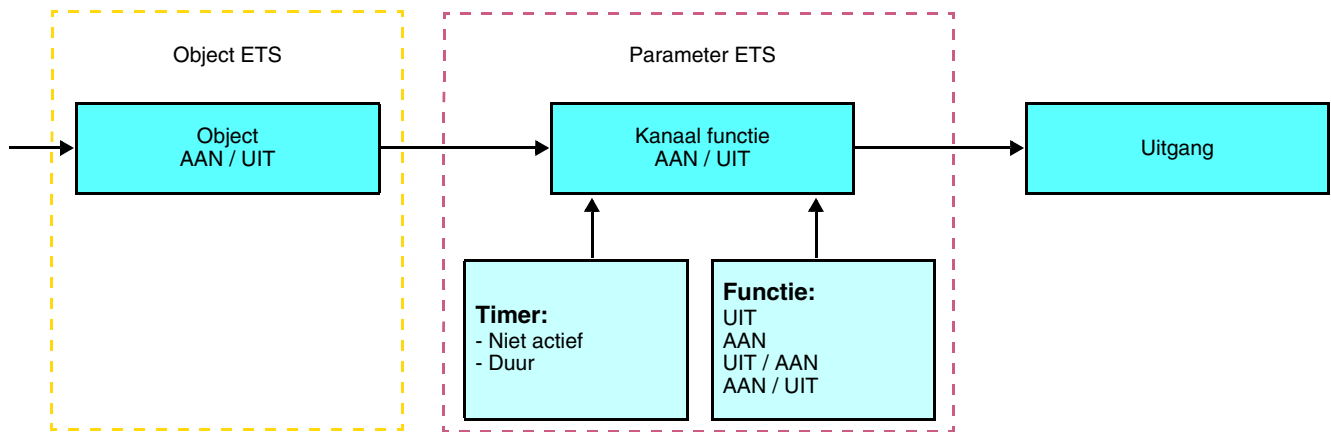 Object ETS
Parameter ETS
Object
AAN / UIT
Kanaal functie
AAN / UIT
Uitgang
Timer:
- Niet actief
- Duur
Functie:
UIT
AAN
UIT / AAN
AAN / UIT